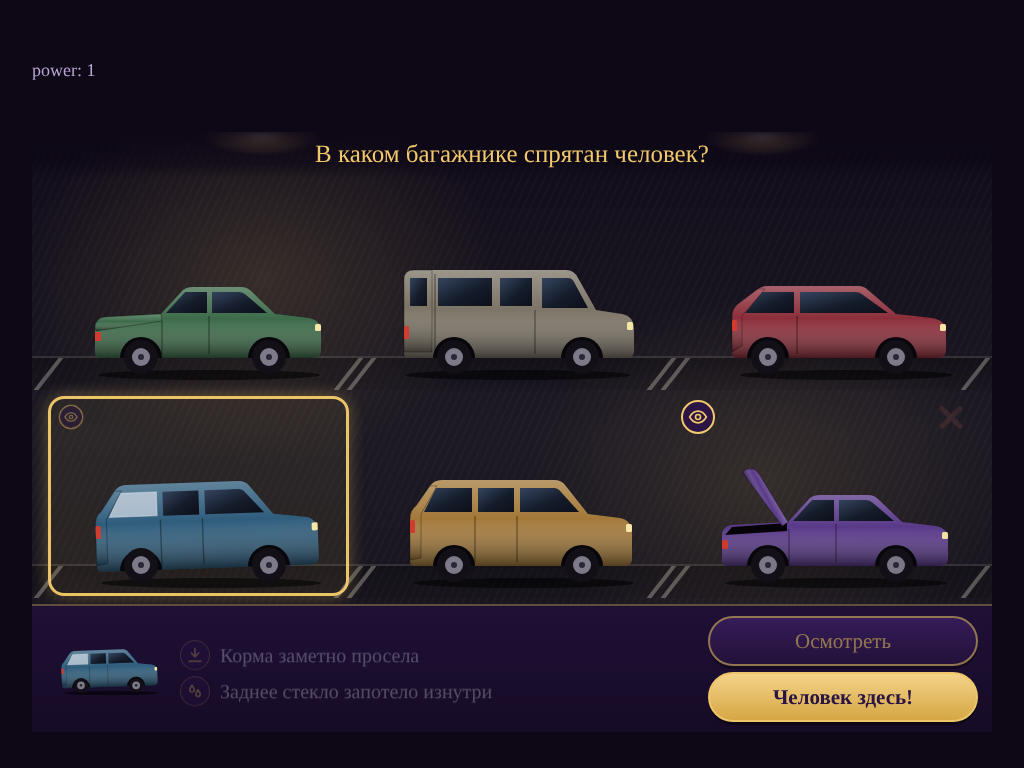 power: 1
В каком багажнике спрятан человек?
Корма заметно просела
Заднее стекло запотело изнутри
Осмотреть
Человек здесь!